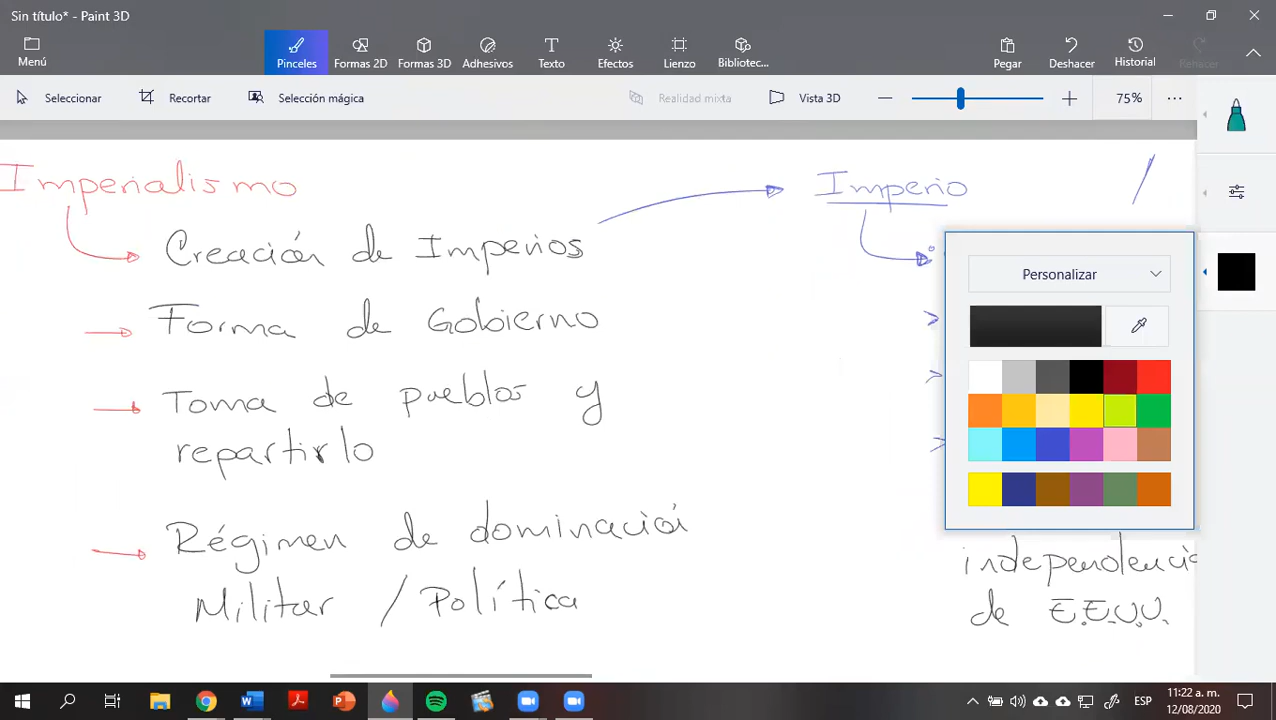 Sin título* - Paint 3D
Menú
Pinceles
Formas 2D
Formas 3D
Adhesivos
Texto
Efectos
Lienzo
Bibliotec...
Pegar
Deshacer
Historial
Rehacer
Seleccionar
Recortar
Selección mágica
Realidad mixta
Vista 3D
75%
Imperialismo
Creación de Imperios
Forma de Gobierno
Toma de pueblos y
repartirlo
Régimen de dominación
Militar / Política
Imperio /
Personalizar
independencia
de E.E.U.U.
ESP
11:22 a. m.
12/08/2020